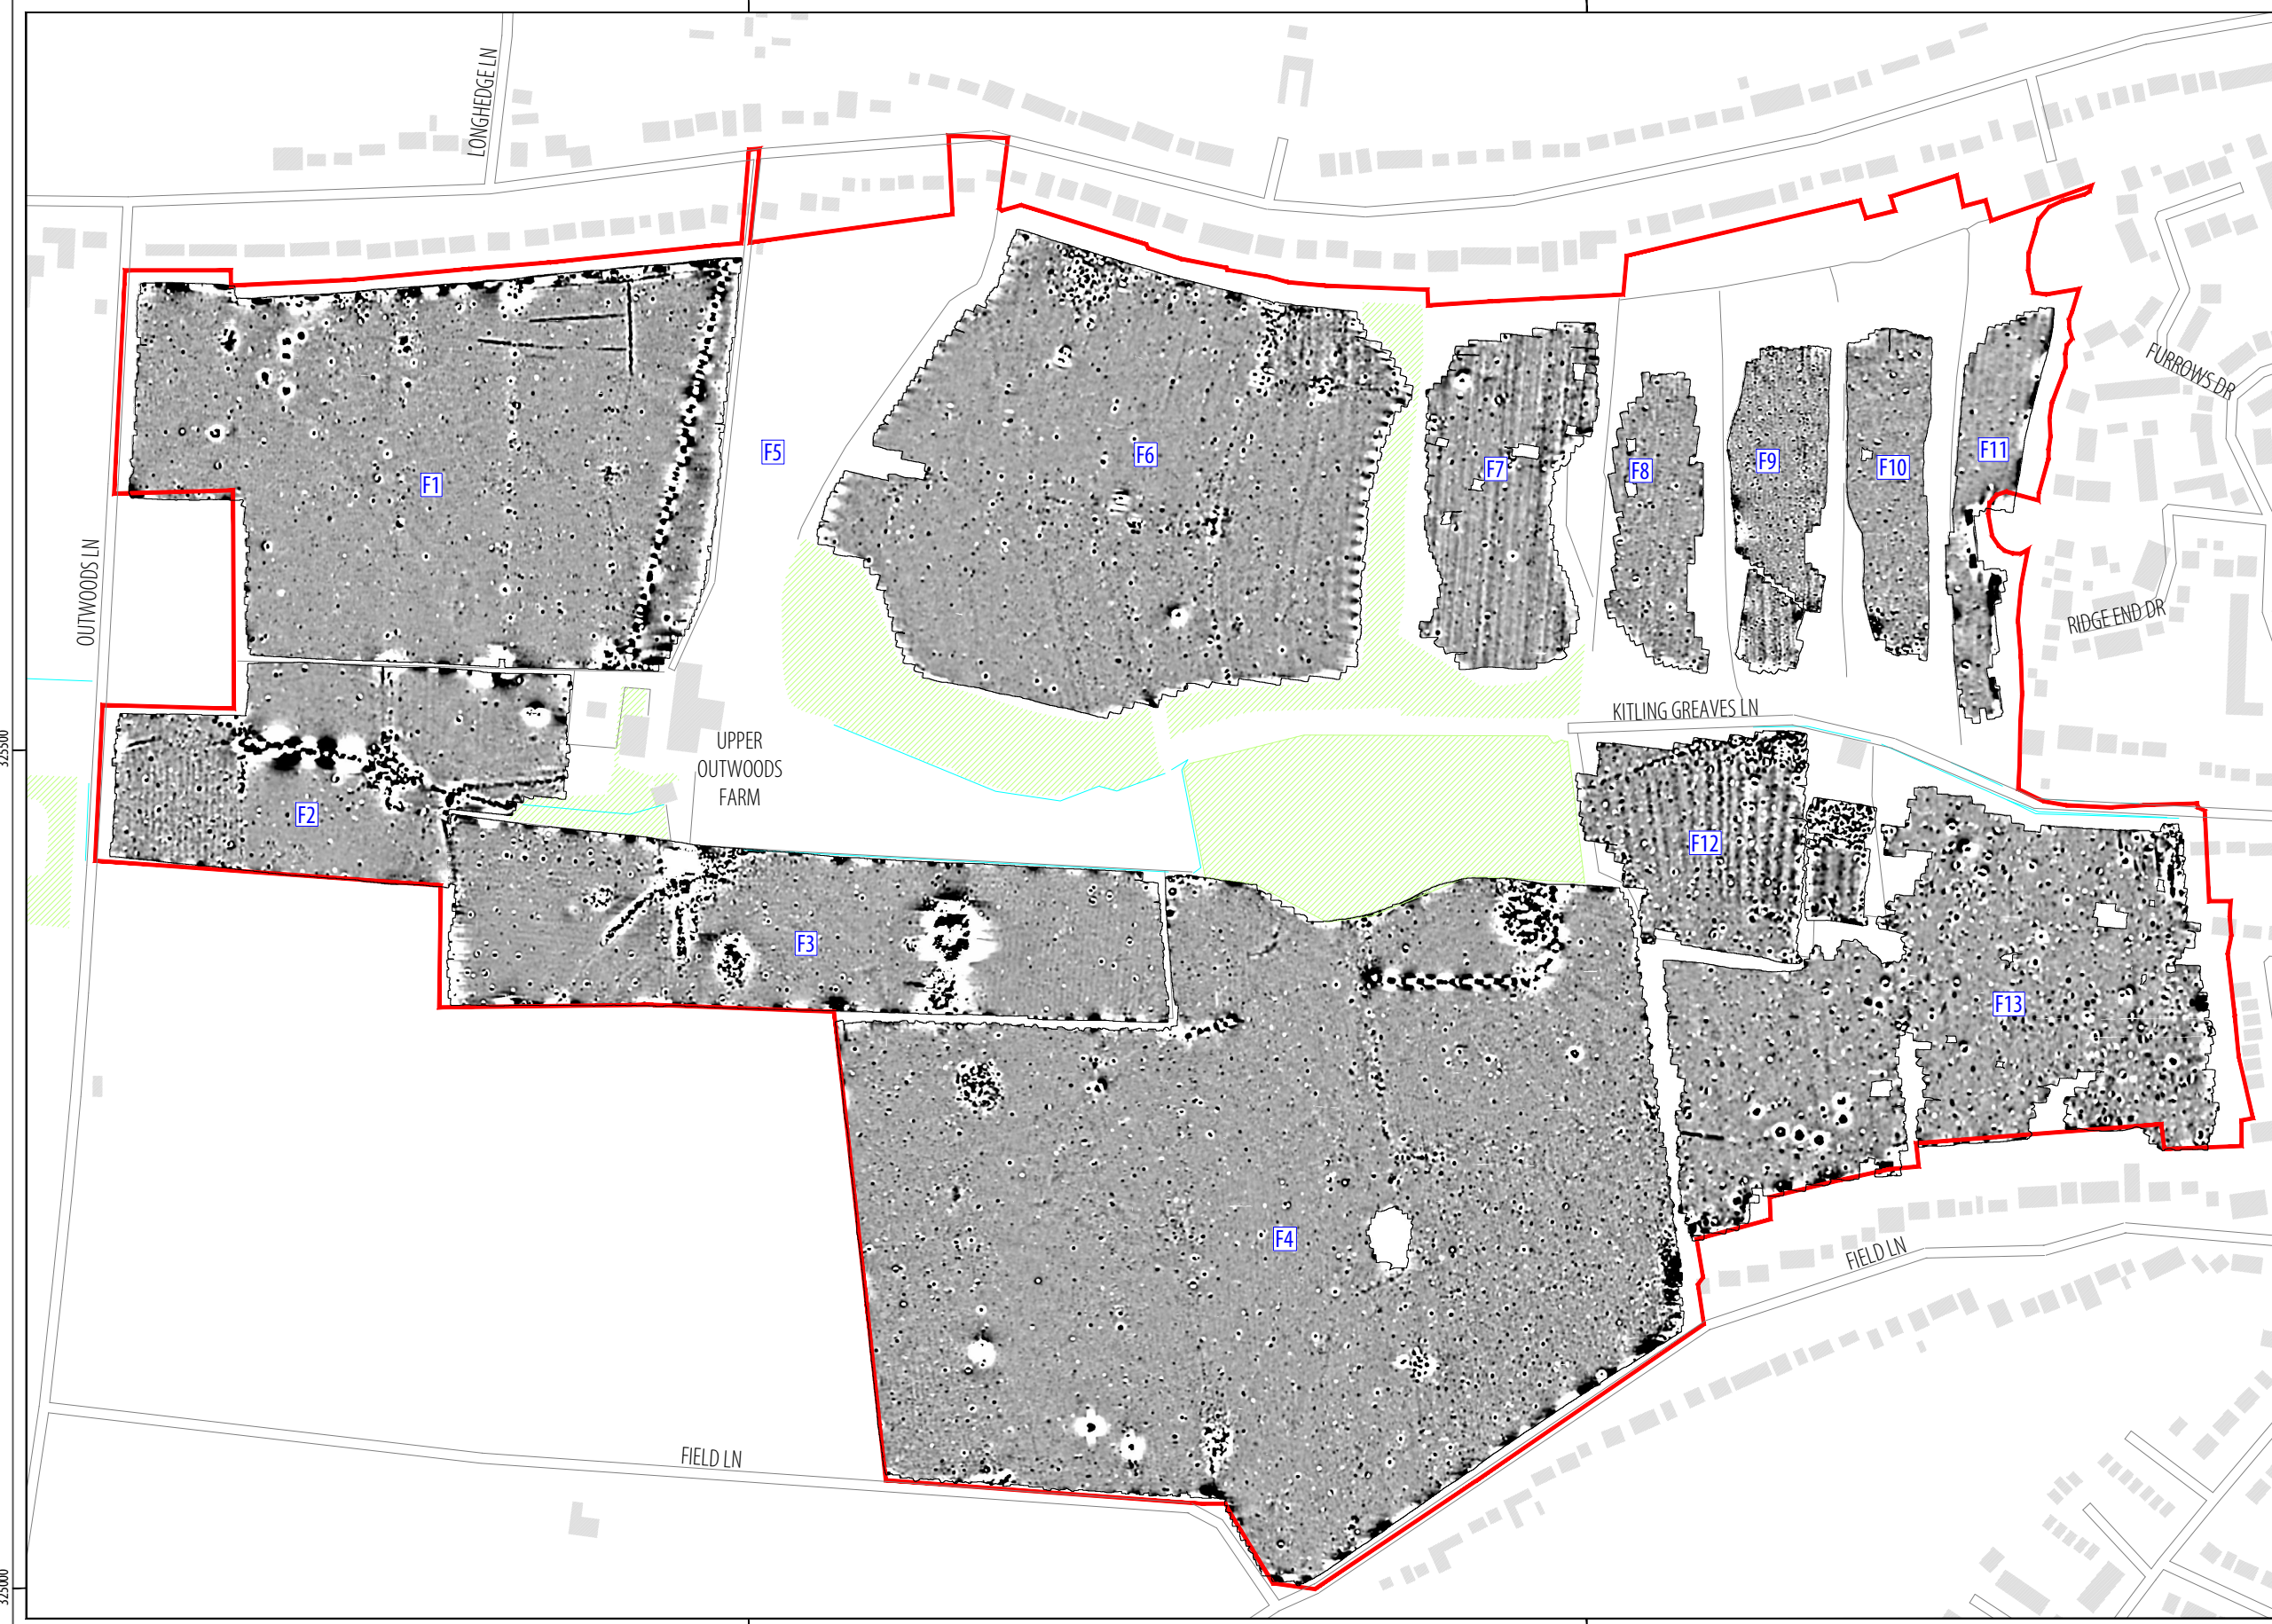 LONGHEDGE LN
FURROWS DR
F5
F6
F11
F9
F10
F7
F8
F1
OUTWOODS LN
RIDGE END DR
KITLING GREAVES LN
UPPER
OUTWOODS
FARM
F2
F12
F3
F13
F4
FIELD LN
FIELD LN
325000